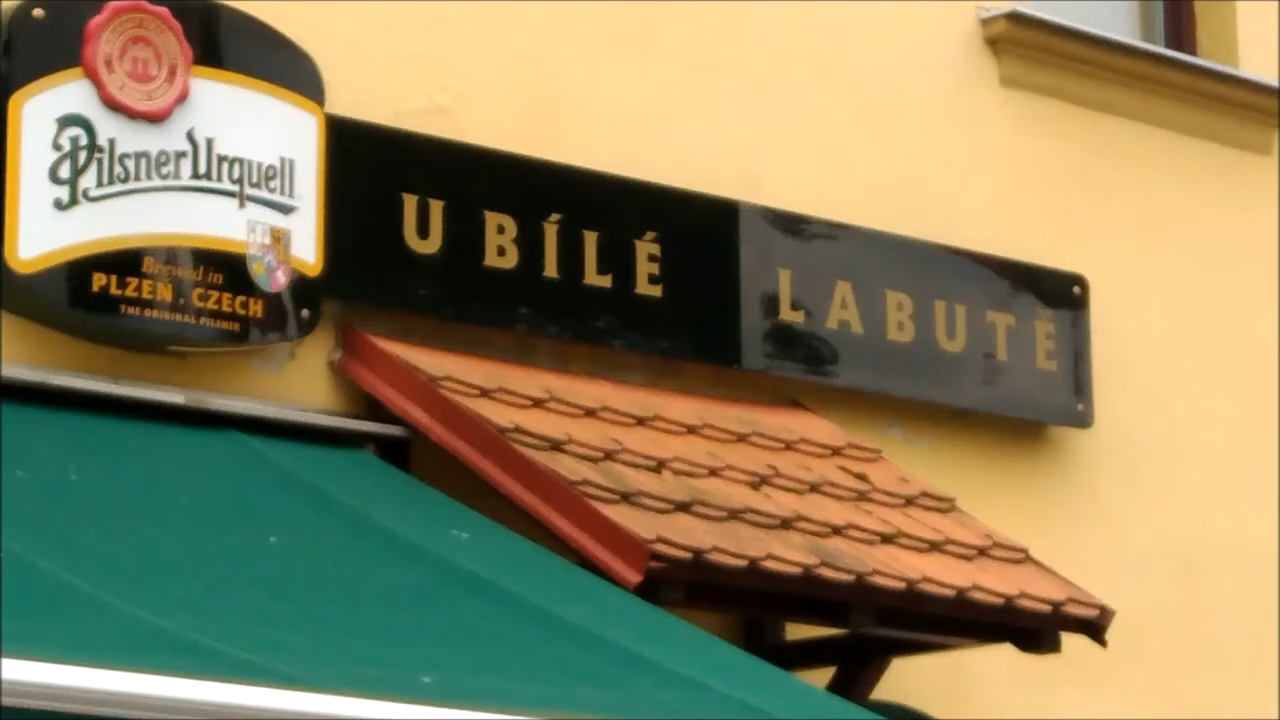 Pilsner Urquell
Brewed in
PLZEN, CZECH
THE ORIGINAL PILSNER
U BÍLÉ LABUTĚ